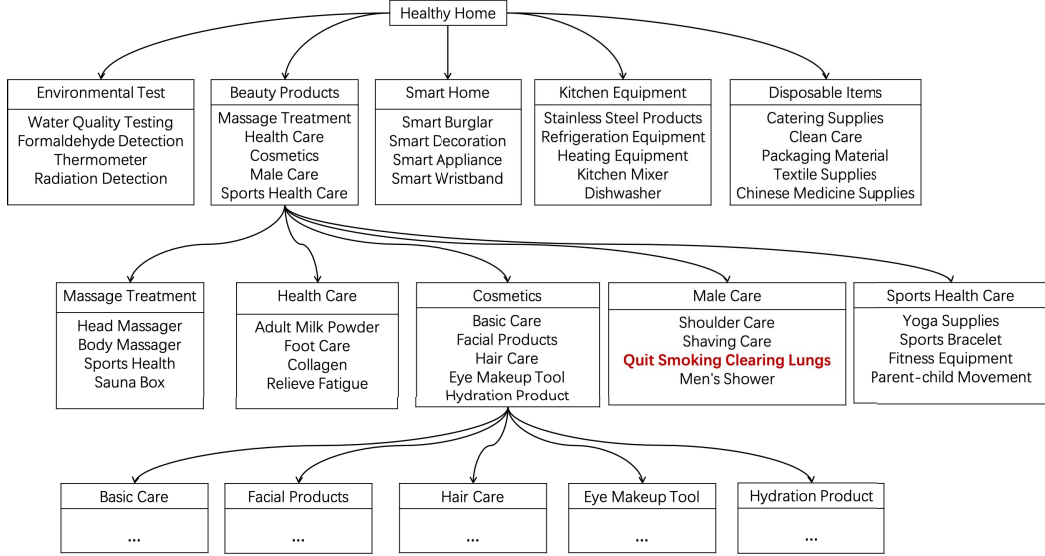 Healthy Home
Environmental Test
Water Quality Testing
Formaldehyde Detection
Thermometer
Radiation Detection
Beauty Products
Massage Treatment
Health Care
Cosmetics
Male Care
Sports Health Care
Smart Home
Smart Burglar
Smart Decoration
Smart Appliance
Smart Wristband
Kitchen Equipment
Stainless Steel Products
Refrigeration Equipment
Heating Equipment
Kitchen Mixer
Dishwasher
Disposable Items
Catering Supplies
Clean Care
Packaging Material
Textile Supplies
Chinese Medicine Supplies
Massage Treatment
Head Massager
Body Massager
Sports Health
Sauna Box
Health Care
Adult Milk Powder
Foot Care
Collagen
Relieve Fatigue
Cosmetics
Basic Care
Facial Products
Hair Care
Eye Makeup Tool
Hydration Product
Male Care
Shoulder Care
Shaving Care
Quit Smoking Clearing Lungs
Men's Shower
Sports Health Care
Yoga Supplies
Sports Bracelet
Fitness Equipment
Parent-child Movement
Basic Care
...
Facial Products
...
Hair Care
...
Eye Makeup Tool
...
Hydration Product
...